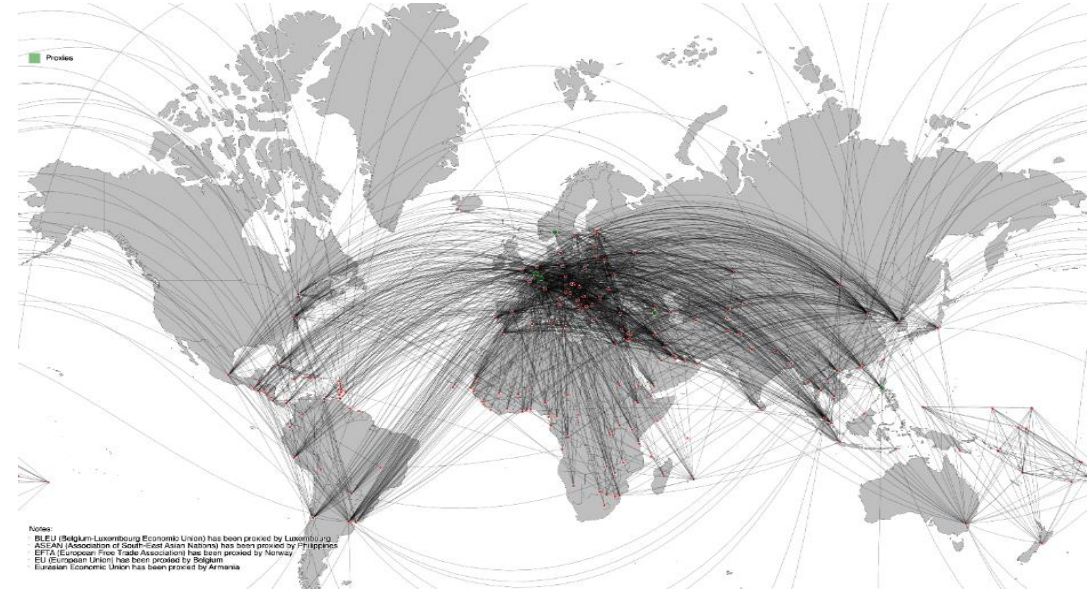 Proxies
Notes:
BLEU (Belgium-Luxembourg Economic Union) has been proxied by Luxembourg
ASEAN (Association of South-East Asian Nations) has been proxied by Philippines
EFTA (European Free Trade Association) has been proxied by Norway
EU (European Union) has been proxied by Belgium
Eurasian Economic Union has been proxied by Armenia